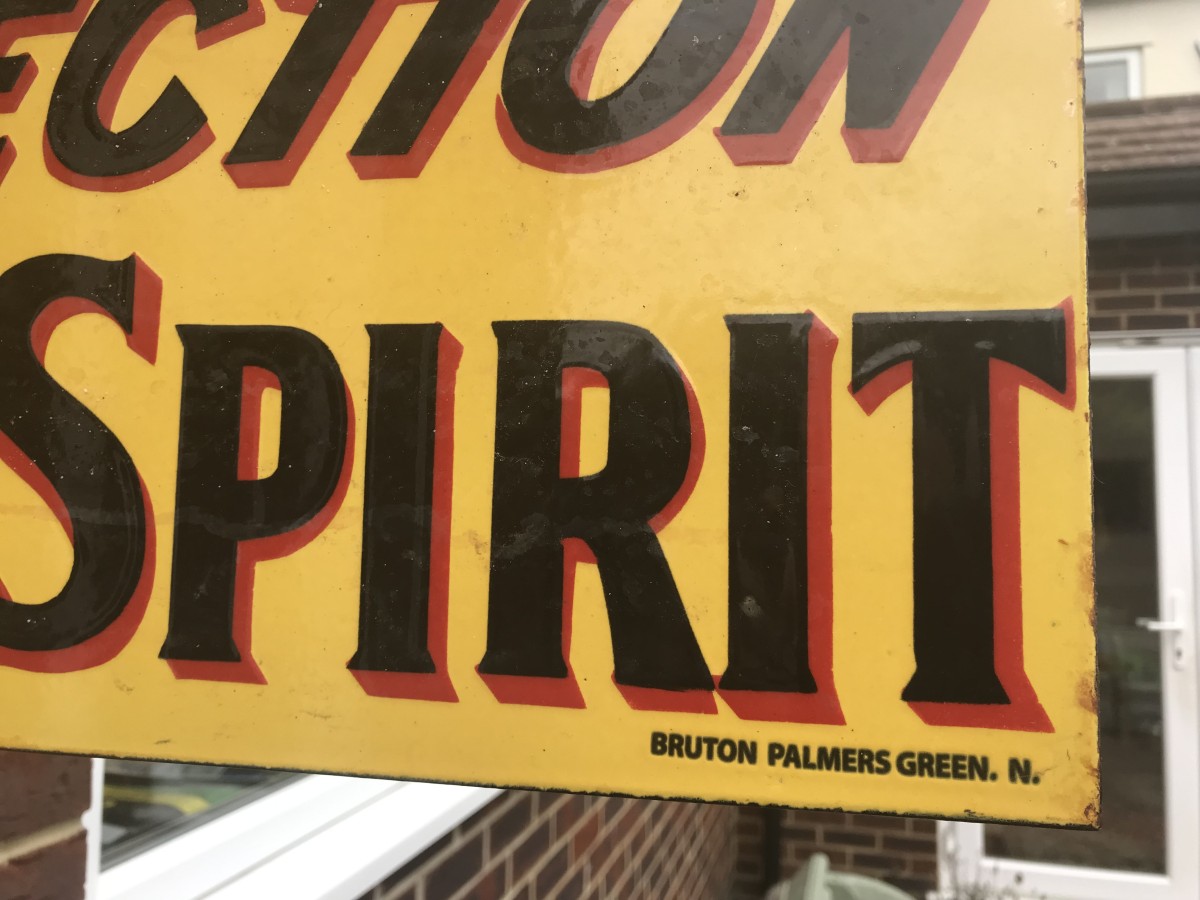 ECTION
SPIRIT
BRUTON PALMERS GREEN. N.